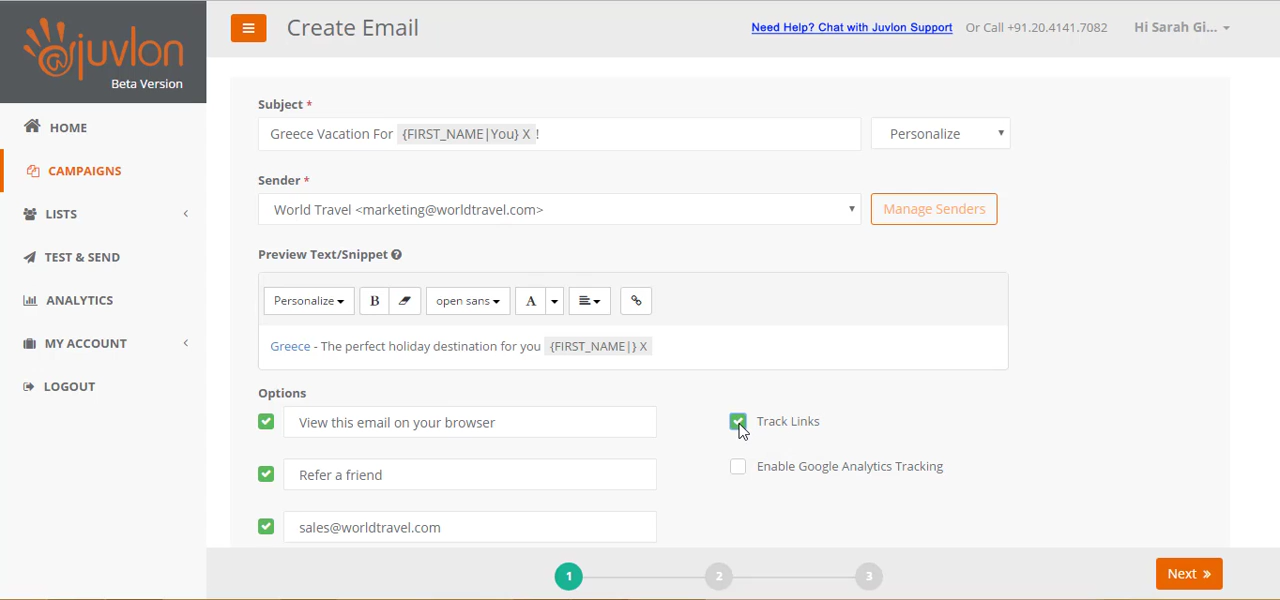 juvlon
Beta Version
Create Email
Need Help? Chat with Juvlon Support
Or Call +91.20.4141.7082
Hi Sarah Gi...
HOME
CAMPAIGNS
LISTS
TEST & SEND
ANALYTICS
MY ACCOUNT
LOGOUT
Subject *
Greece Vacation For {FIRST_NAME|You} X !
Personalize
Sender *
World Travel <marketing@worldtravel.com>
Manage Senders
Preview Text/Snippet ?
Personalize B open sans A
Greece - The perfect holiday destination for you {FIRST_NAME|} X
Options
View this email on your browser
Track Links
Refer a friend
Enable Google Analytics Tracking
sales@worldtravel.com
1 2 3
Next »